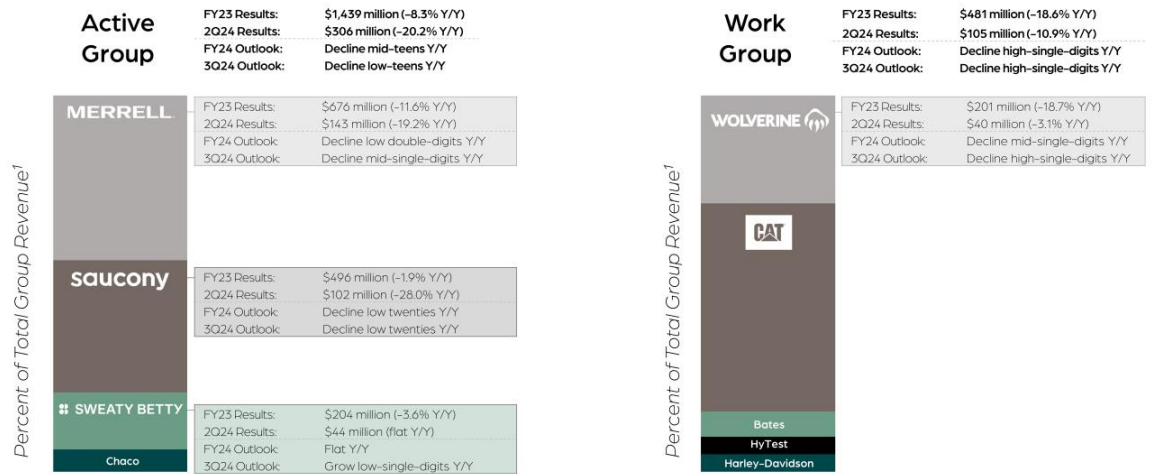 Active
Group
FY23 Results: $1,439 million (-8.3% Y/Y)
2Q24 Results: $306 million (-20.2% Y/Y)
FY24 Outlook: Decline mid-teens Y/Y
3Q24 Outlook: Decline low-teens Y/Y
Percent of Total Group Revenue¹
MERRELL
FY23 Results: $676 million (-11.6% Y/Y)
2Q24 Results: $143 million (-19.2% Y/Y)
FY24 Outlook: Decline low double-digits Y/Y
3Q24 Outlook: Decline mid-single-digits Y/Y
saucony
FY23 Results: $496 million (-1.9% Y/Y)
2Q24 Results: $102 million (-28.0% Y/Y)
FY24 Outlook: Decline low twenties Y/Y
3Q24 Outlook: Decline low twenties Y/Y
SWEATY BETTY
FY23 Results: $204 million (-3.6% Y/Y)
2Q24 Results: $44 million (flat Y/Y)
FY24 Outlook: Flat Y/Y
3Q24 Outlook: Grow low-single-digits Y/Y
Chaco
Work
Group
FY23 Results: $481 million (-18.6% Y/Y)
2Q24 Results: $105 million (-10.9% Y/Y)
FY24 Outlook: Decline high-single-digits Y/Y
3Q24 Outlook: Decline high-single-digits Y/Y
Percent of Total Group Revenue¹
WOLVERINE
FY23 Results: $201 million (-18.7% Y/Y)
2Q24 Results: $40 million (-3.1% Y/Y)
FY24 Outlook: Decline mid-single-digits Y/Y
3Q24 Outlook: Decline high-single-digits Y/Y
CAT
Bates
HyTest
Harley-Davidson